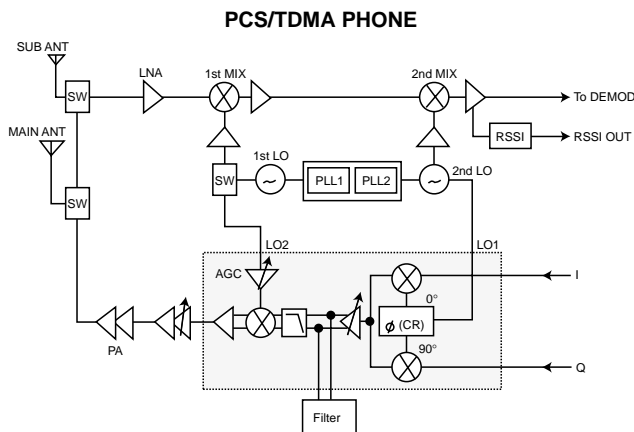 PCS/TDMA PHONE
SUB ANT
LNA
1st MIX
2nd MIX
SW
To DEMOD
MAIN ANT
RSSI
RSSI OUT
1st LO
2nd LO
SW
PLL1
PLL2
SW
LO2
LO1
AGC
I
0°
ϕ (CR)
90°
PA
Q
Filter